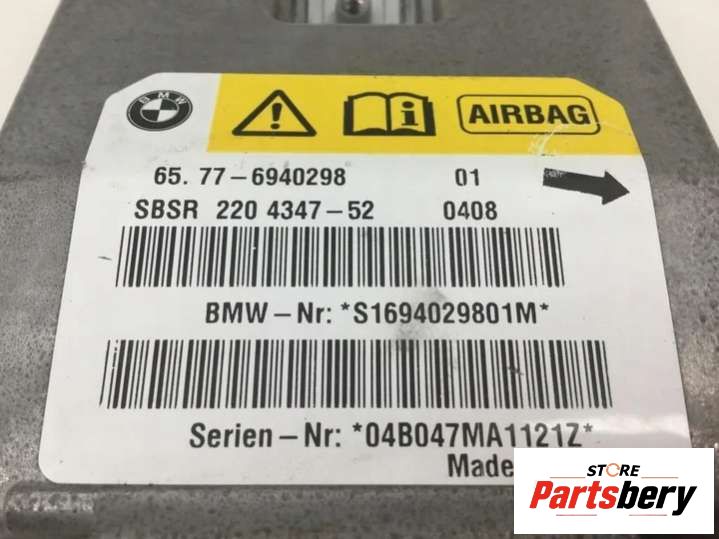 BMW
AIRBAG
65. 77-6940298 01
SBSR 220 4347-52 0408
BMW-Nr: *S1694029801M*
Serien-Nr: *04B047MA1121Z*
Made
STORE
Partsbery